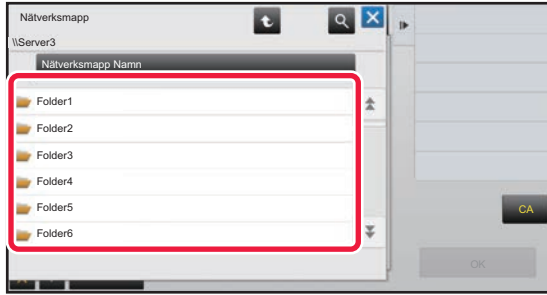 Nätverksmapp
\\Server3
Nätverksmapp Namn
Folder1
Folder2
Folder3
Folder4
Folder5
Folder6
CA
OK